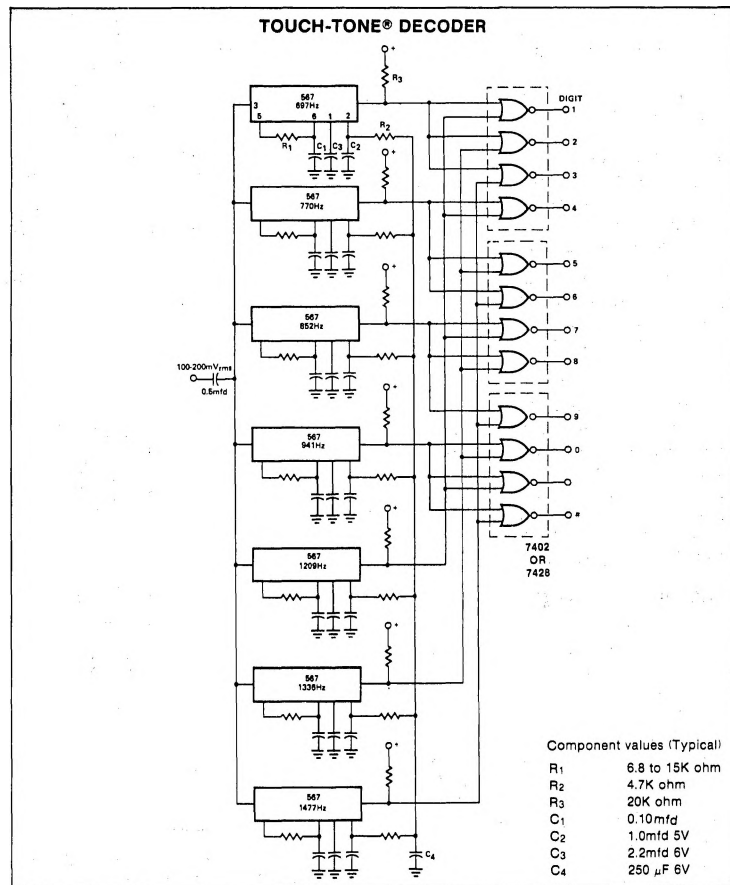 TOUCH-TONE® DECODER
+
R3
567
697Hz
3
5
6
1
2
R1
C1
C3
C2
R2
+
DIGIT
1
2
3
4
567
770Hz
+
5
6
7
8
567
852Hz
100-200mVrms
0.5mfd
+
9
0
#
567
941Hz
7402
OR
7428
+
567
1209Hz
+
567
1336Hz
+
567
1477Hz
C4
Component values (Typical)
R1 6.8 to 15K ohm
R2 4.7K ohm
R3 20K ohm
C1 0.10mfd
C2 1.0mfd 5V
C3 2.2mfd 6V
C4 250 µF 6V